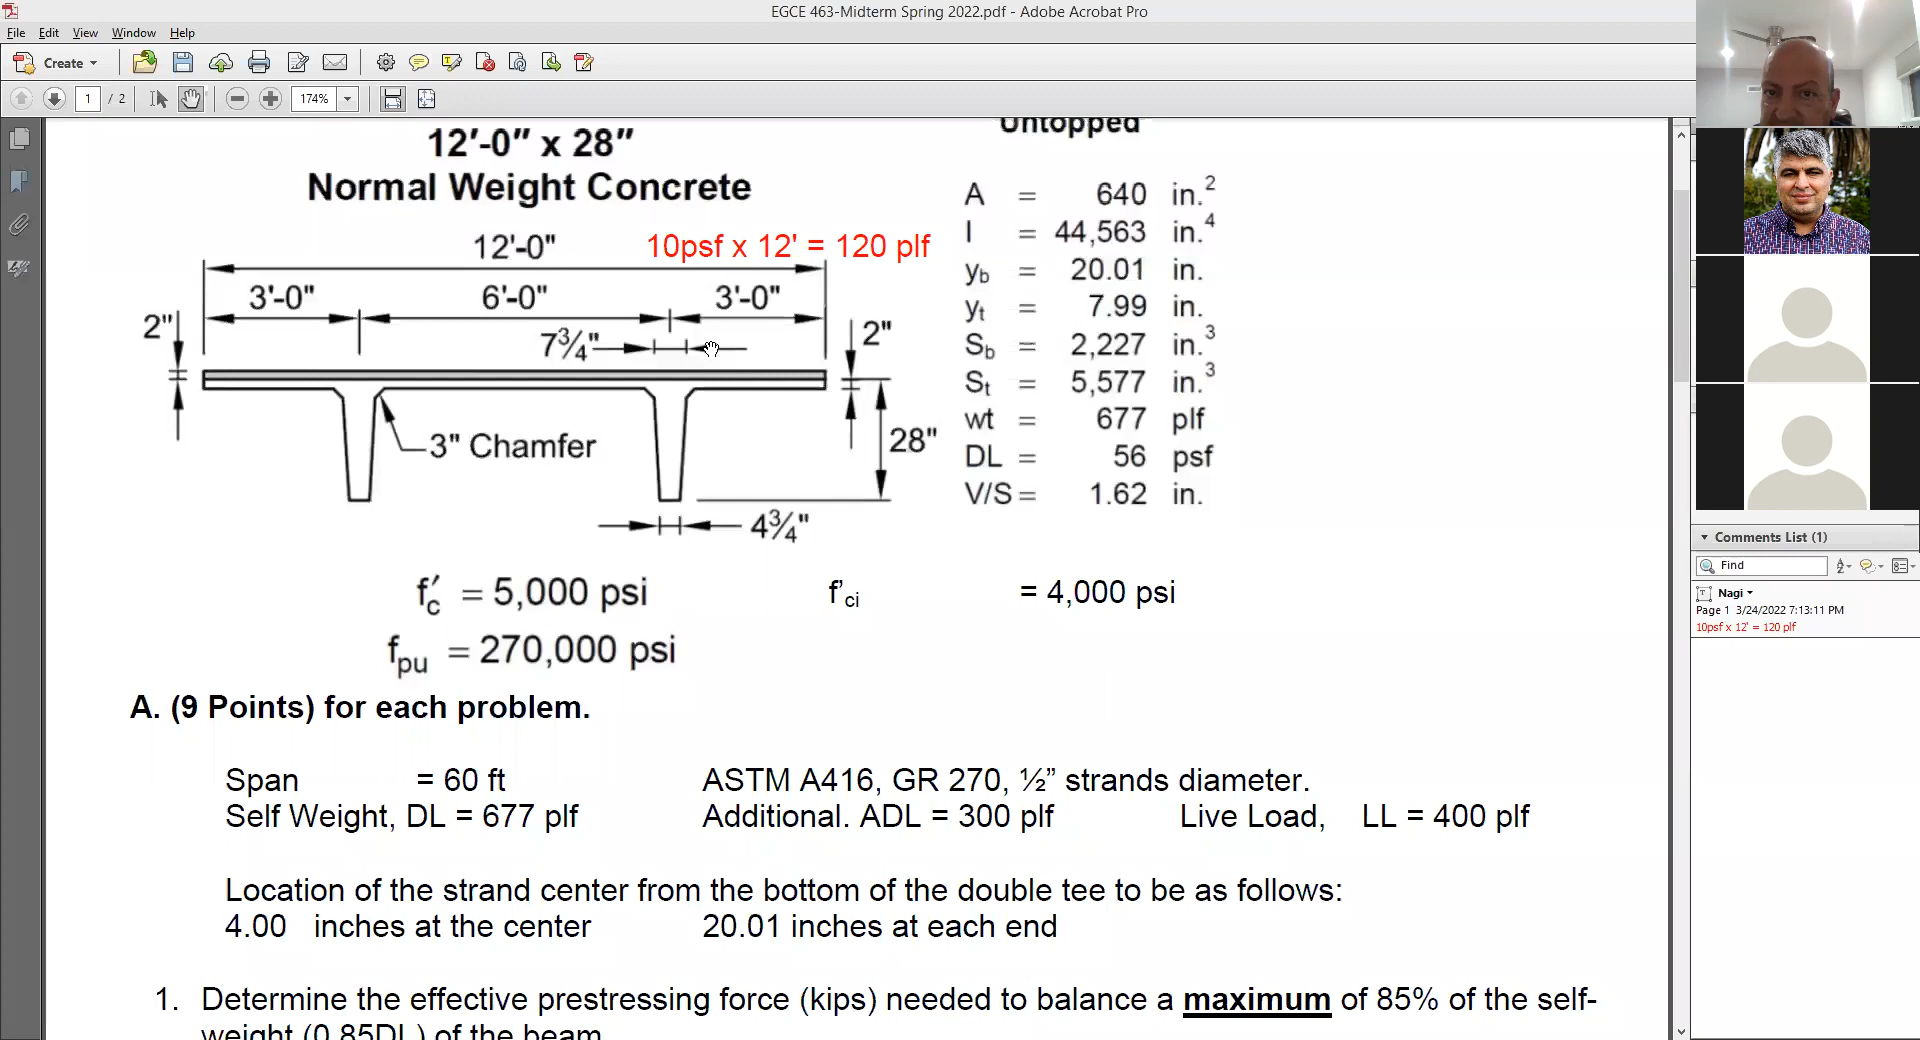 EGCE 463-Midterm Spring 2022.pdf - Adobe Acrobat Pro
File Edit View Window Help
Create
1 / 2 174%
12'-0" x 28"
Normal Weight Concrete
12'-0" 10psf x 12' = 120 plf
3'-0" 6'-0" 3'-0"
2" 7¾" 2"
3" Chamfer
28"
4¾"
Untopped
A = 640 in.²
I = 44,563 in.⁴
yb = 20.01 in.
yt = 7.99 in.
Sb = 2,227 in.³
St = 5,577 in.³
wt = 677 plf
DL = 56 psf
V/S = 1.62 in.
f'c = 5,000 psi f'ci = 4,000 psi
fpu = 270,000 psi
A. (9 Points) for each problem.
Span = 60 ft ASTM A416, GR 270, ½” strands diameter.
Self Weight, DL = 677 plf Additional. ADL = 300 plf Live Load, LL = 400 plf
Location of the strand center from the bottom of the double tee to be as follows:
4.00 inches at the center 20.01 inches at each end
1. Determine the effective prestressing force (kips) needed to balance a maximum of 85% of the self-
weight (0.85DL) of the beam
Comments List (1)
Find
Nagi
Page 1 3/24/2022 7:13:11 PM
10psf x 12' = 120 plf